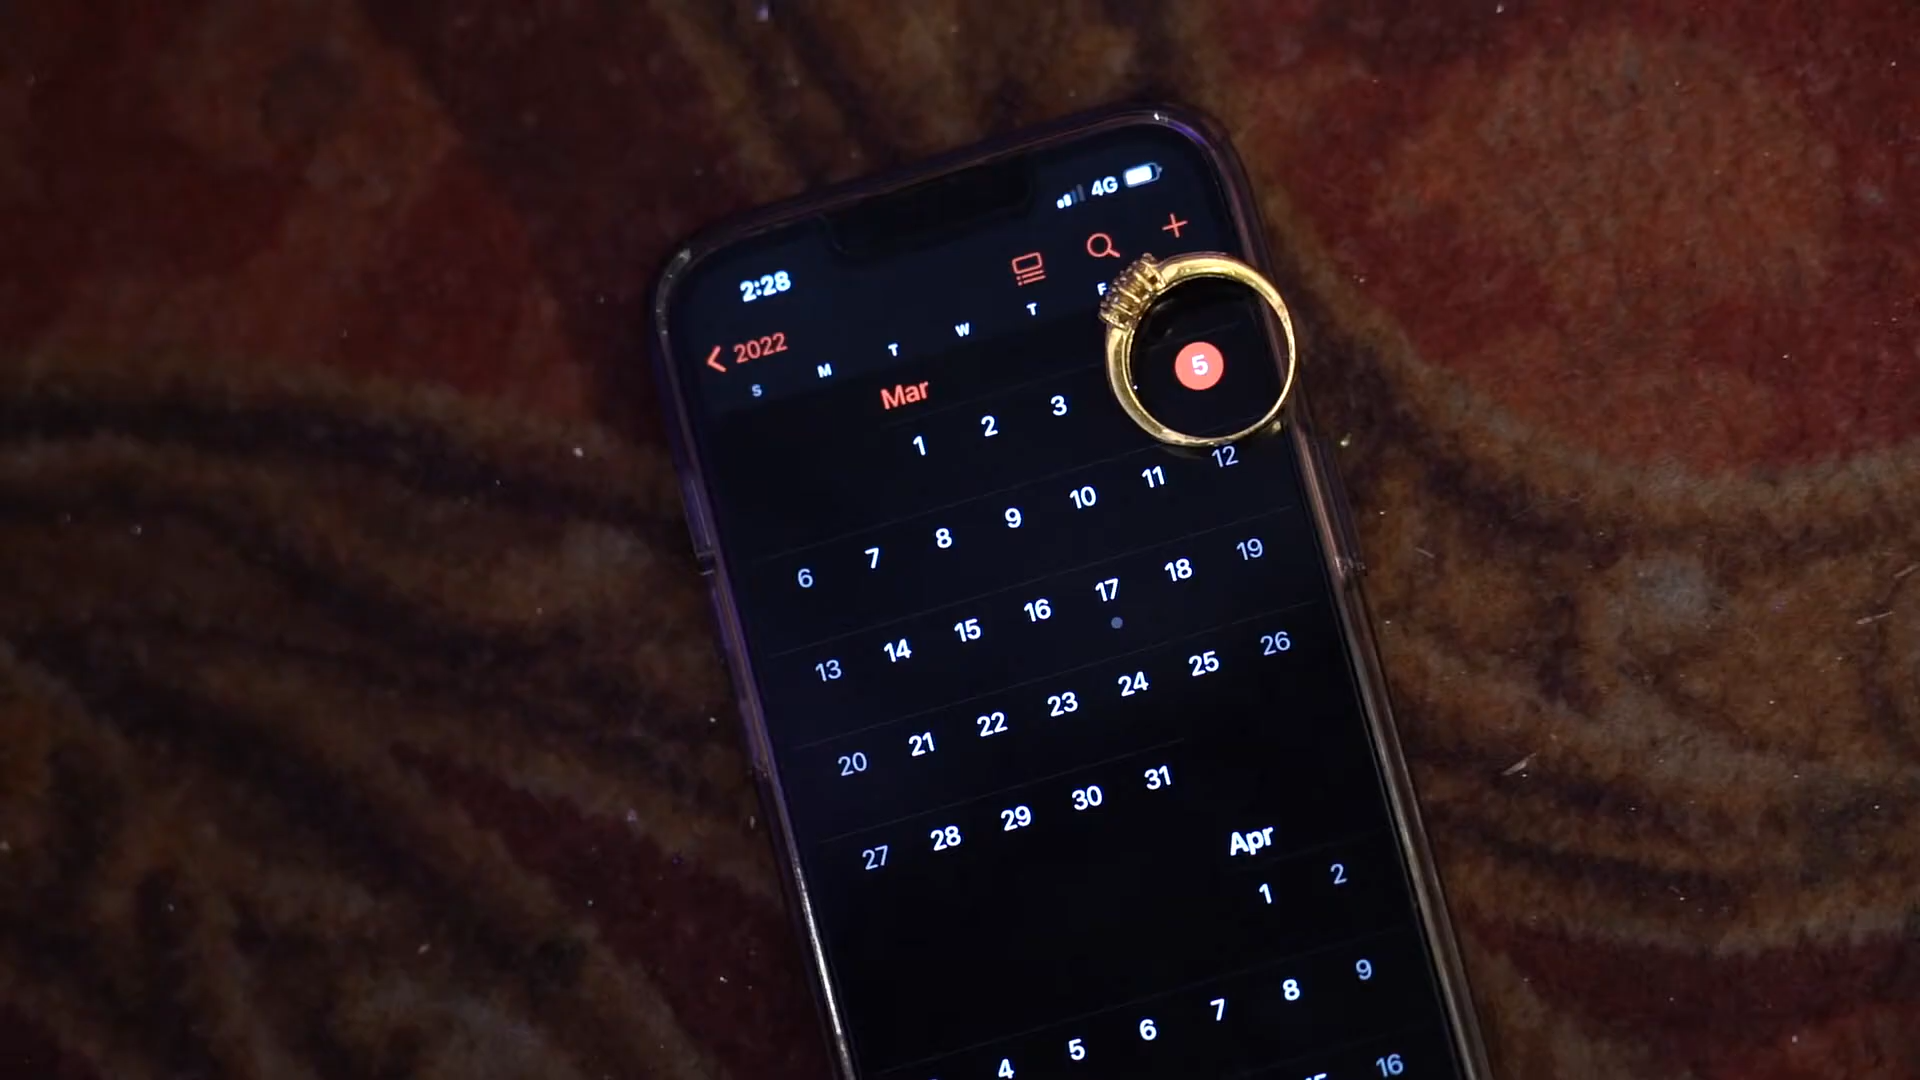 4G
2:28
2022
S M T W T F
Mar
1 2 3 5
6 7 8 9 10 11 12
13 14 15 16 17 18 19
20 21 22 23 24 25 26
27 28 29 30 31
Apr
1 2
4 5 6 7 8 9
16